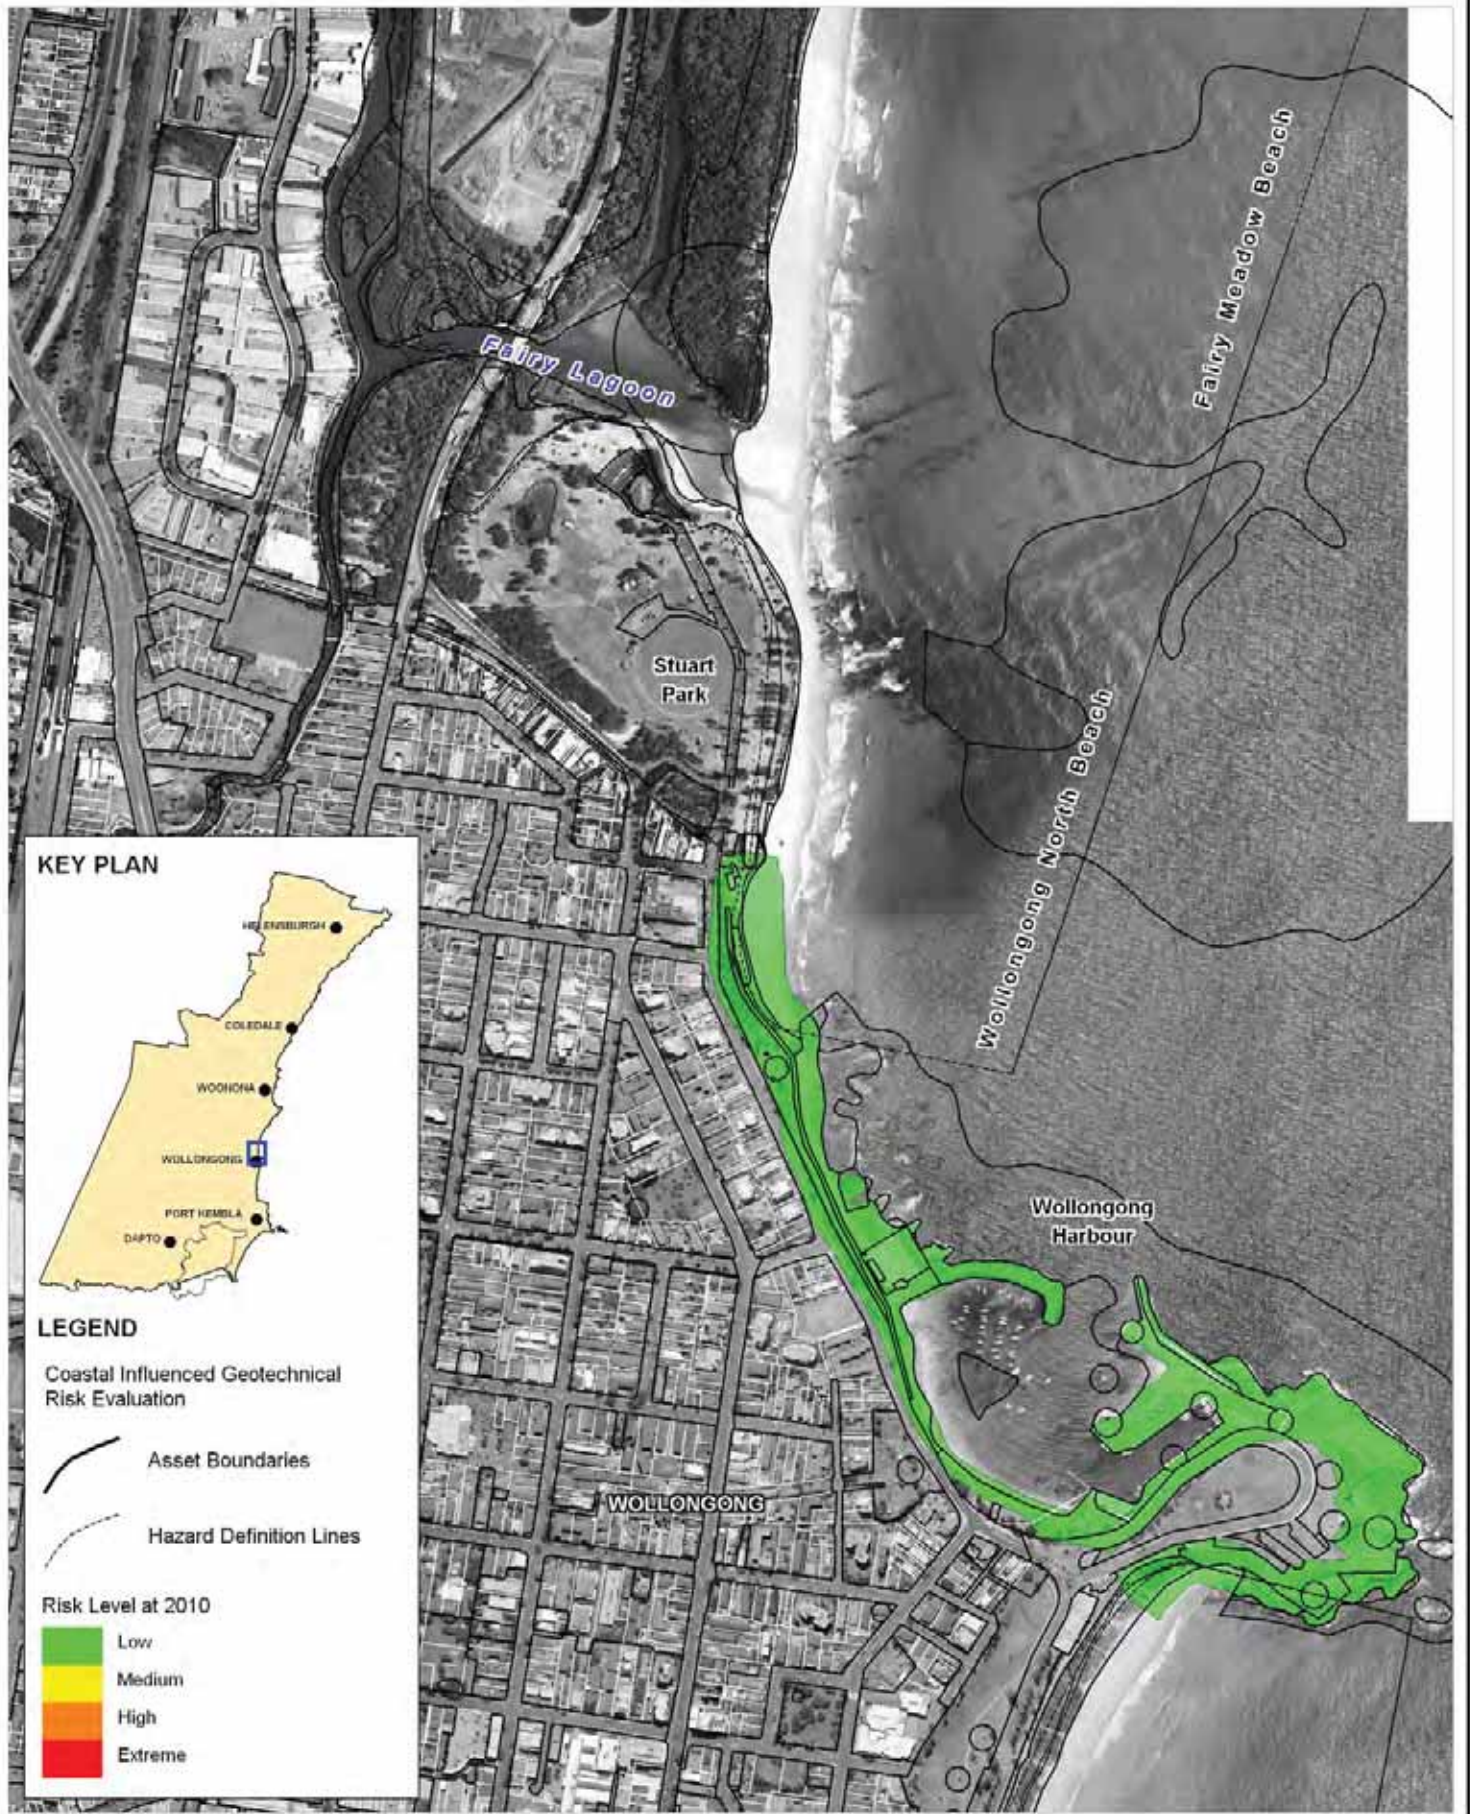 Fairy Meadow Beach
Fairy Lagoon
Stuart
Park
Wollongong North Beach
Wollongong
Harbour
WOLLONGONG
KEY PLAN
HELENSBURGH
COLEDALE
WOONONA
WOLLONGONG
PORT KEMBLA
DAPTO
LEGEND
Coastal Influenced Geotechnical
Risk Evaluation
Asset Boundaries
Hazard Definition Lines
Risk Level at 2010
Low
Medium
High
Extreme